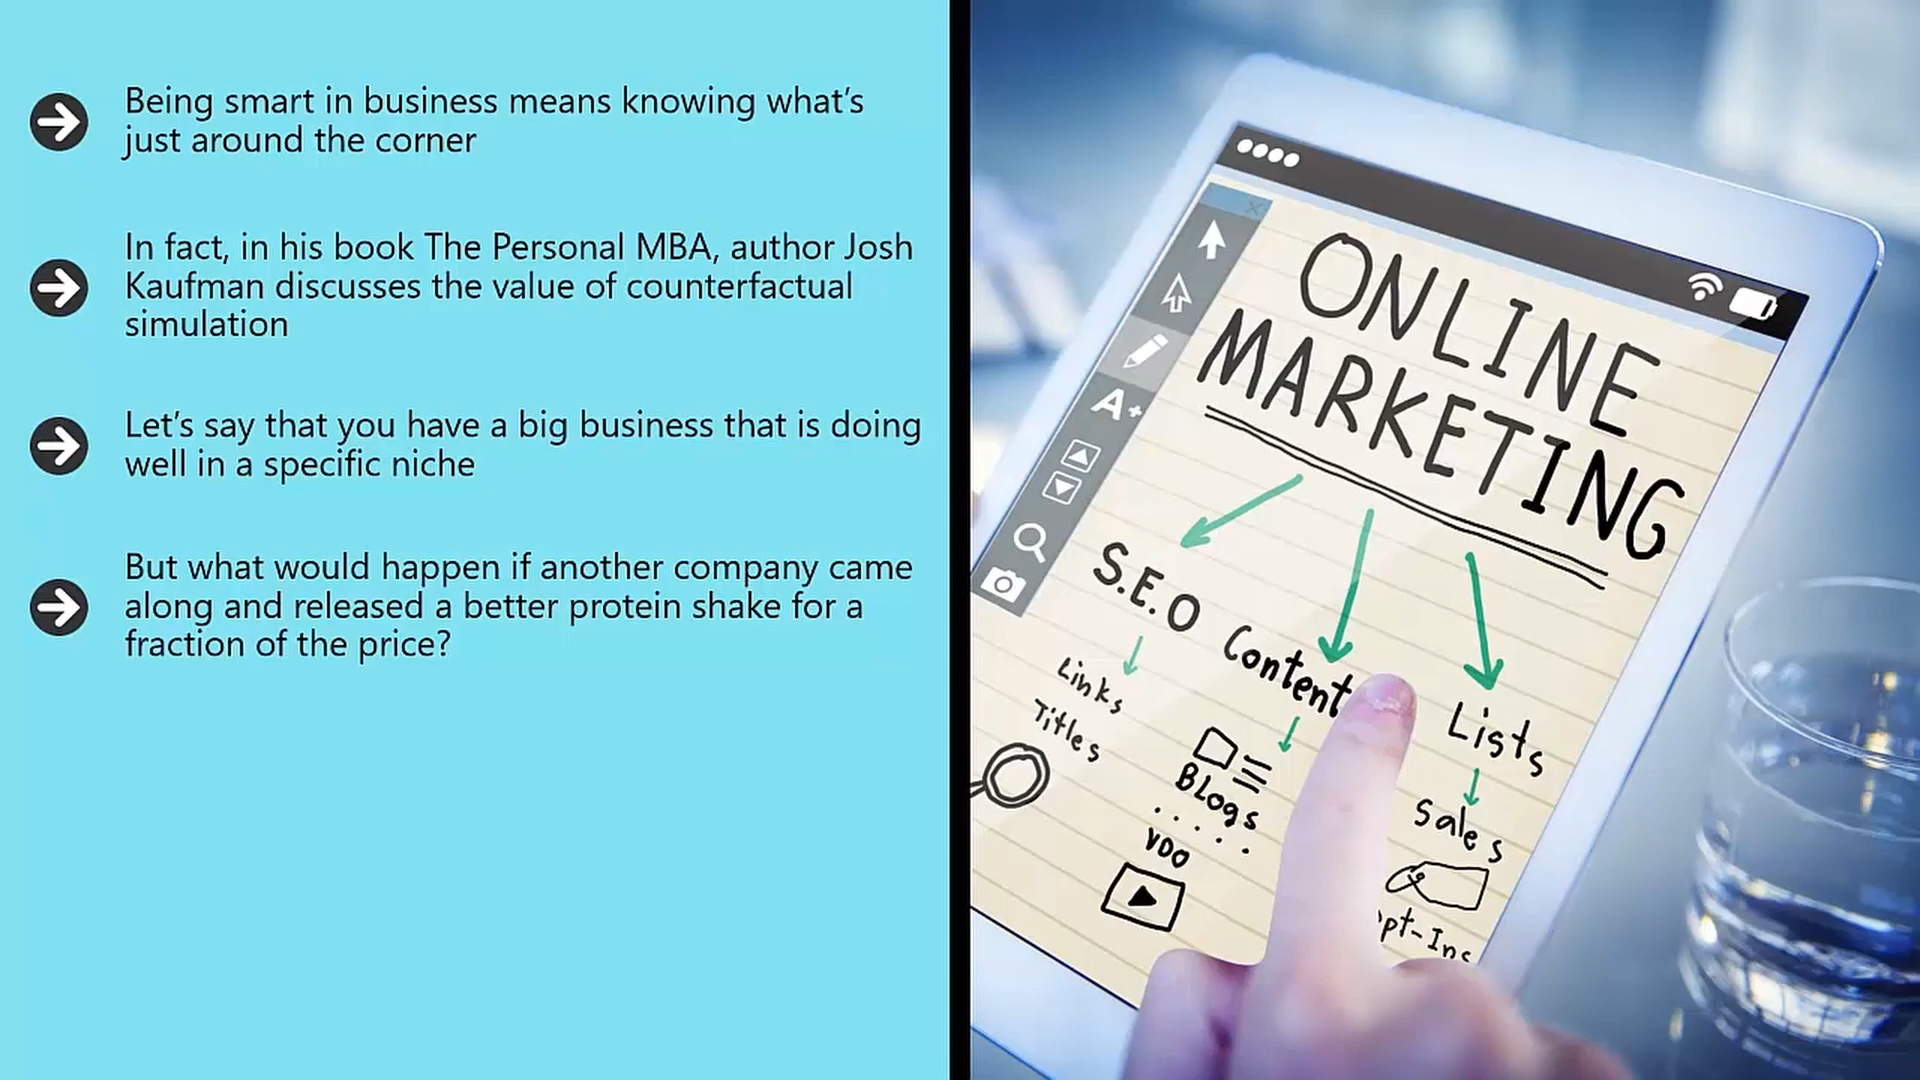 Being smart in business means knowing what's
just around the corner
In fact, in his book The Personal MBA, author Josh
Kaufman discusses the value of counterfactual
simulation
Let's say that you have a big business that is doing
well in a specific niche
But what would happen if another company came
along and released a better protein shake for a
fraction of the price?
ONLINE
MARKETING
A+
S.E.O
Content
Lists
Links
Titles
Blogs
VDO
Sales
pt-Ins